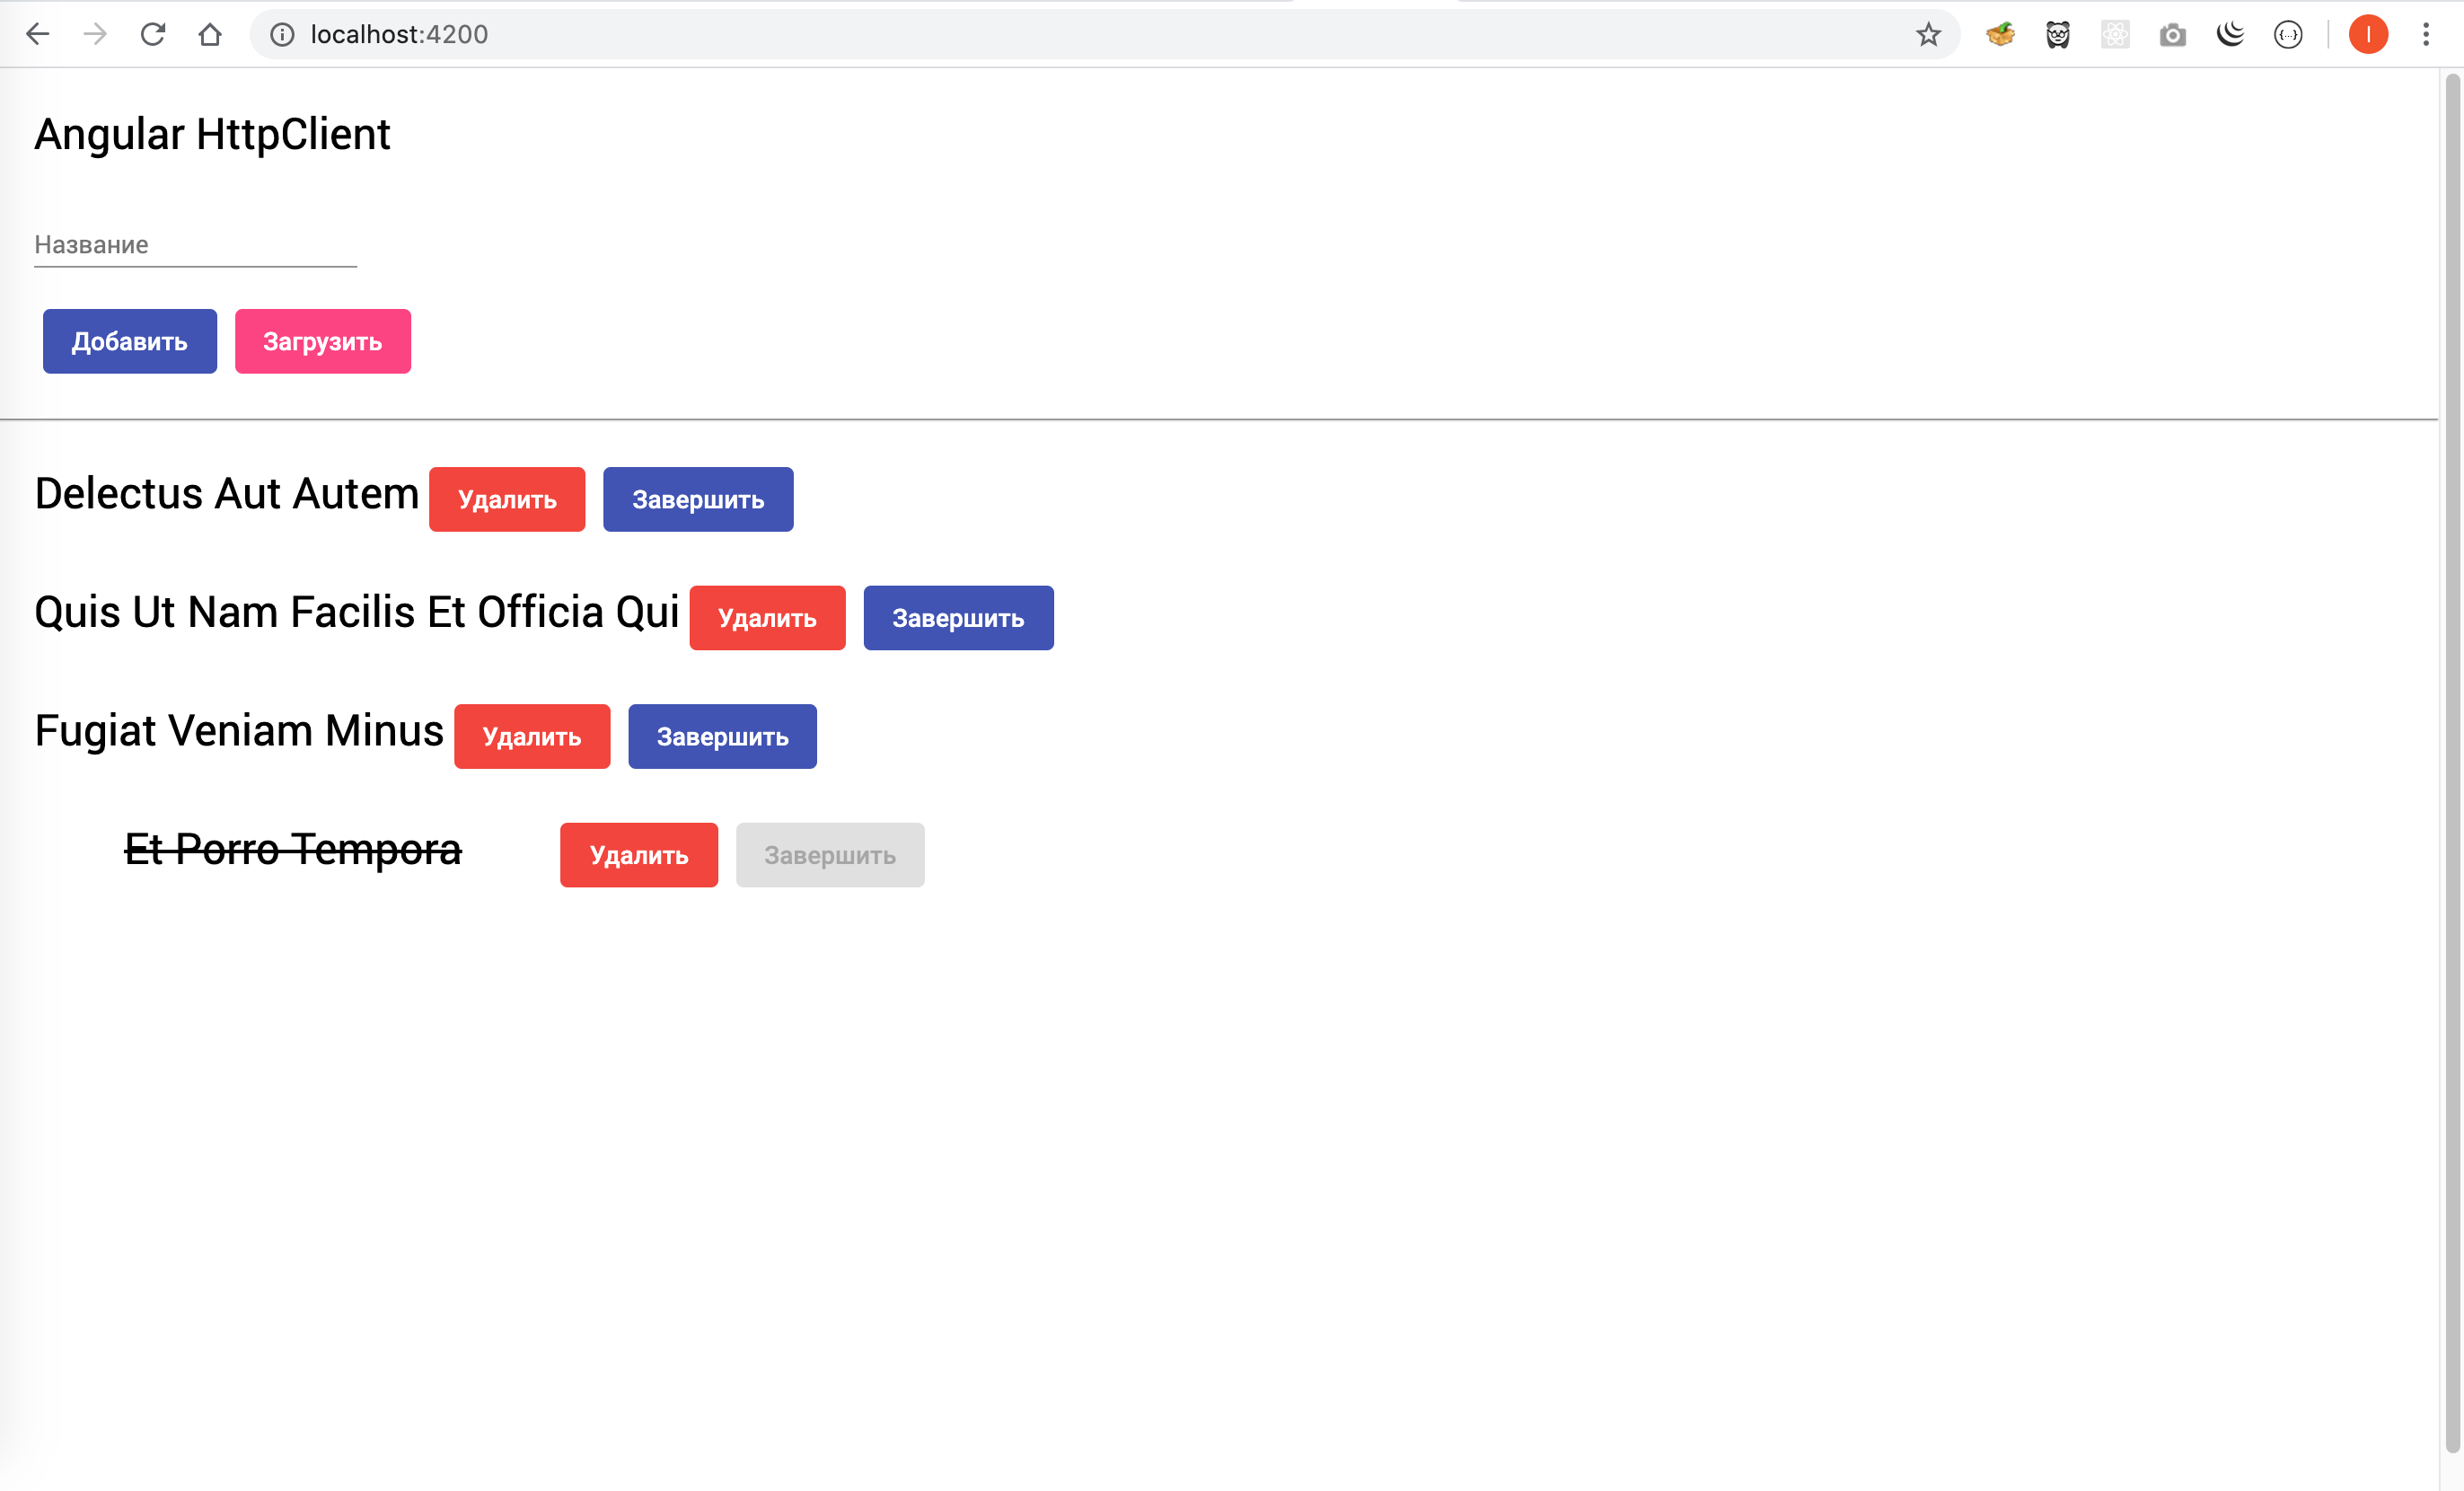 localhost:4200
Angular HttpClient
Название
Добавить Загрузить
Delectus Aut Autem Удалить Завершить
Quis Ut Nam Facilis Et Officia Qui Удалить Завершить
Fugiat Veniam Minus Удалить Завершить
Et Porro Tempora Удалить Завершить